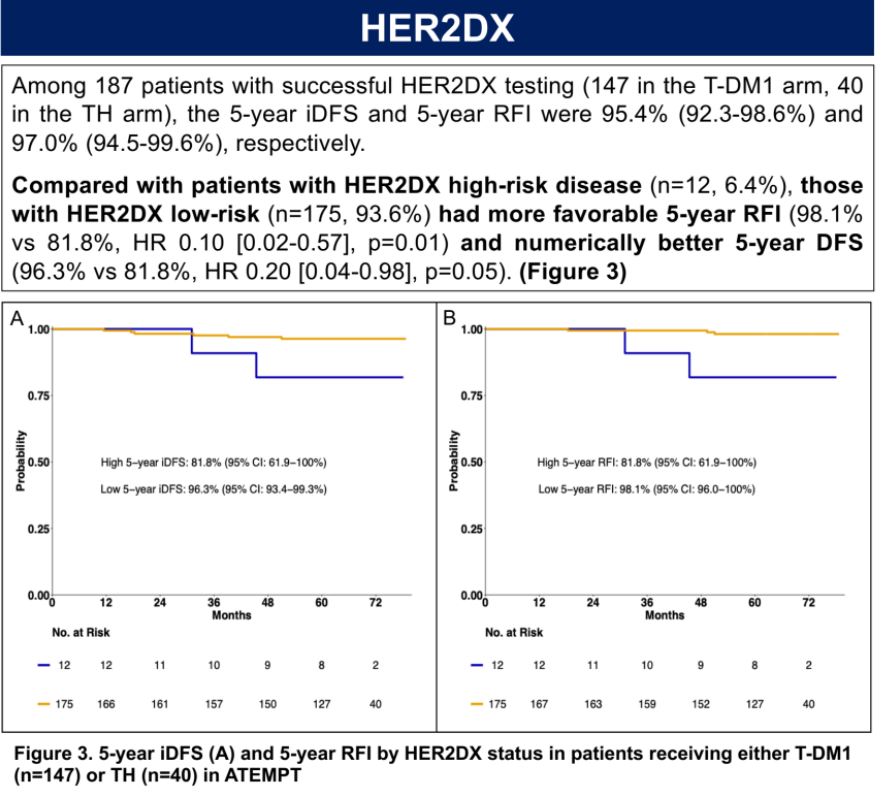 HER2DX
Among 187 patients with successful HER2DX testing (147 in the T-DM1 arm, 40
in the TH arm), the 5-year iDFS and 5-year RFI were 95.4% (92.3-98.6%) and
97.0% (94.5-99.6%), respectively.
Compared with patients with HER2DX high-risk disease (n=12, 6.4%), those
with HER2DX low-risk (n=175, 93.6%) had more favorable 5-year RFI (98.1%
vs 81.8%, HR 0.10 [0.02-0.57], p=0.01) and numerically better 5-year DFS
(96.3% vs 81.8%, HR 0.20 [0.04-0.98], p=0.05). (Figure 3)
A
1.00
0.75
0.50
0.25
0.00
Probability
High 5–year iDFS: 81.8% (95% CI: 61.9–100%)
Low 5–year iDFS: 96.3% (95% CI: 93.4–99.3%)
0 12 24 36 48 60 72
Months
No. at Risk
12 12 11 10 9 8 2
175 166 161 157 150 127 40
B
1.00
0.75
0.50
0.25
0.00
Probability
High 5–year RFI: 81.8% (95% CI: 61.9–100%)
Low 5–year RFI: 98.1% (95% CI: 96.0–100%)
0 12 24 36 48 60 72
Months
No. at Risk
12 12 11 10 9 8 2
175 167 163 159 152 127 40
Figure 3. 5-year iDFS (A) and 5-year RFI by HER2DX status in patients receiving either T-DM1
(n=147) or TH (n=40) in ATEMPT